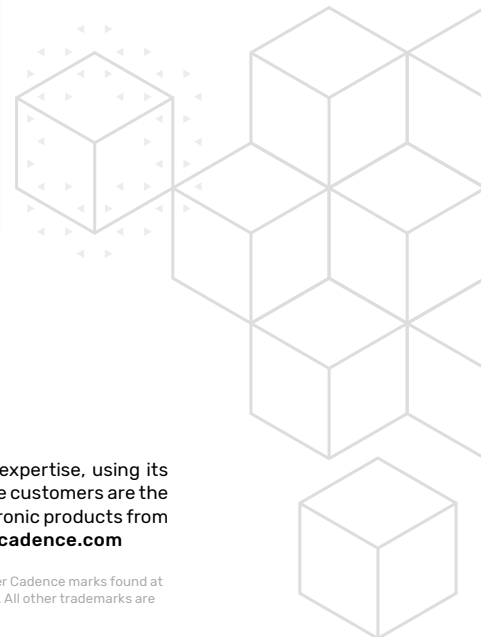 expertise, using its
e customers are the
ronic products from
cadence.com
er Cadence marks found at
. All other trademarks are